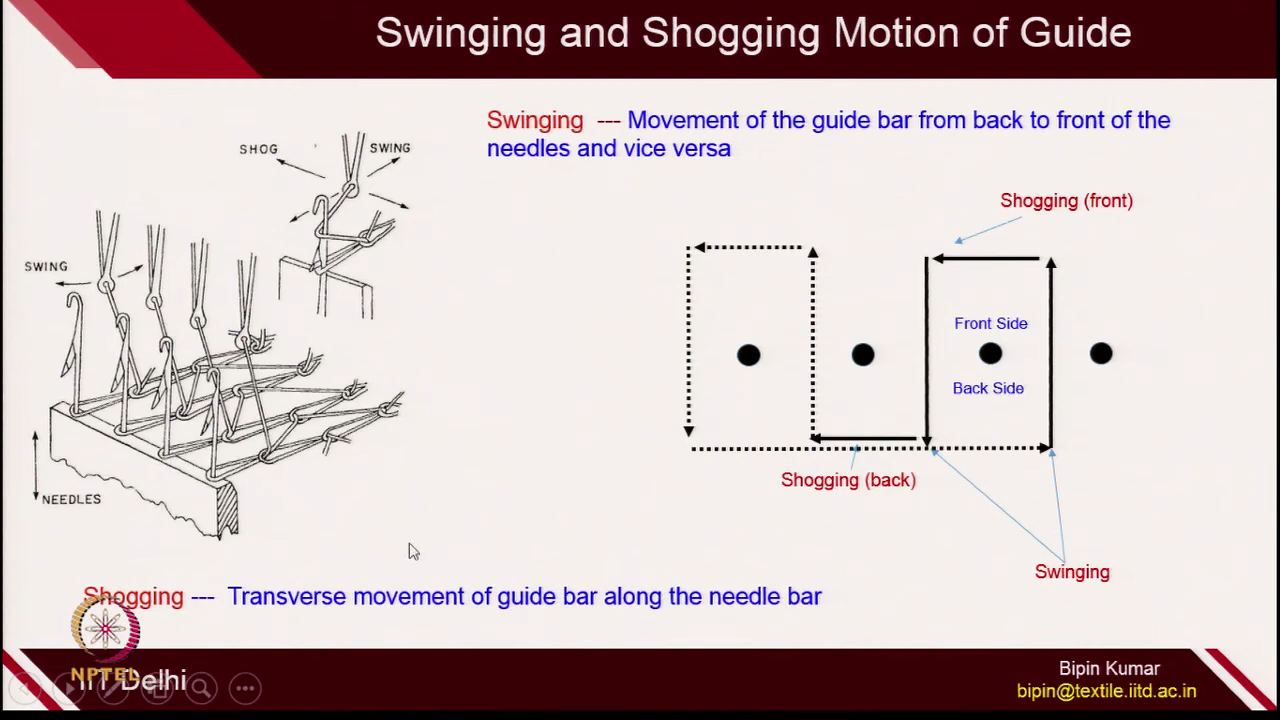 Swinging and Shogging Motion of Guide
Swinging --- Movement of the guide bar from back to front of the
needles and vice versa
SHOG
SWING
SWING
NEEDLES
Shogging (front)
Front Side
Back Side
Shogging (back)
Swinging
Shogging --- Transverse movement of guide bar along the needle bar
NPTEL
IIT Delhi
Bipin Kumar
bipin@textile.iitd.ac.in